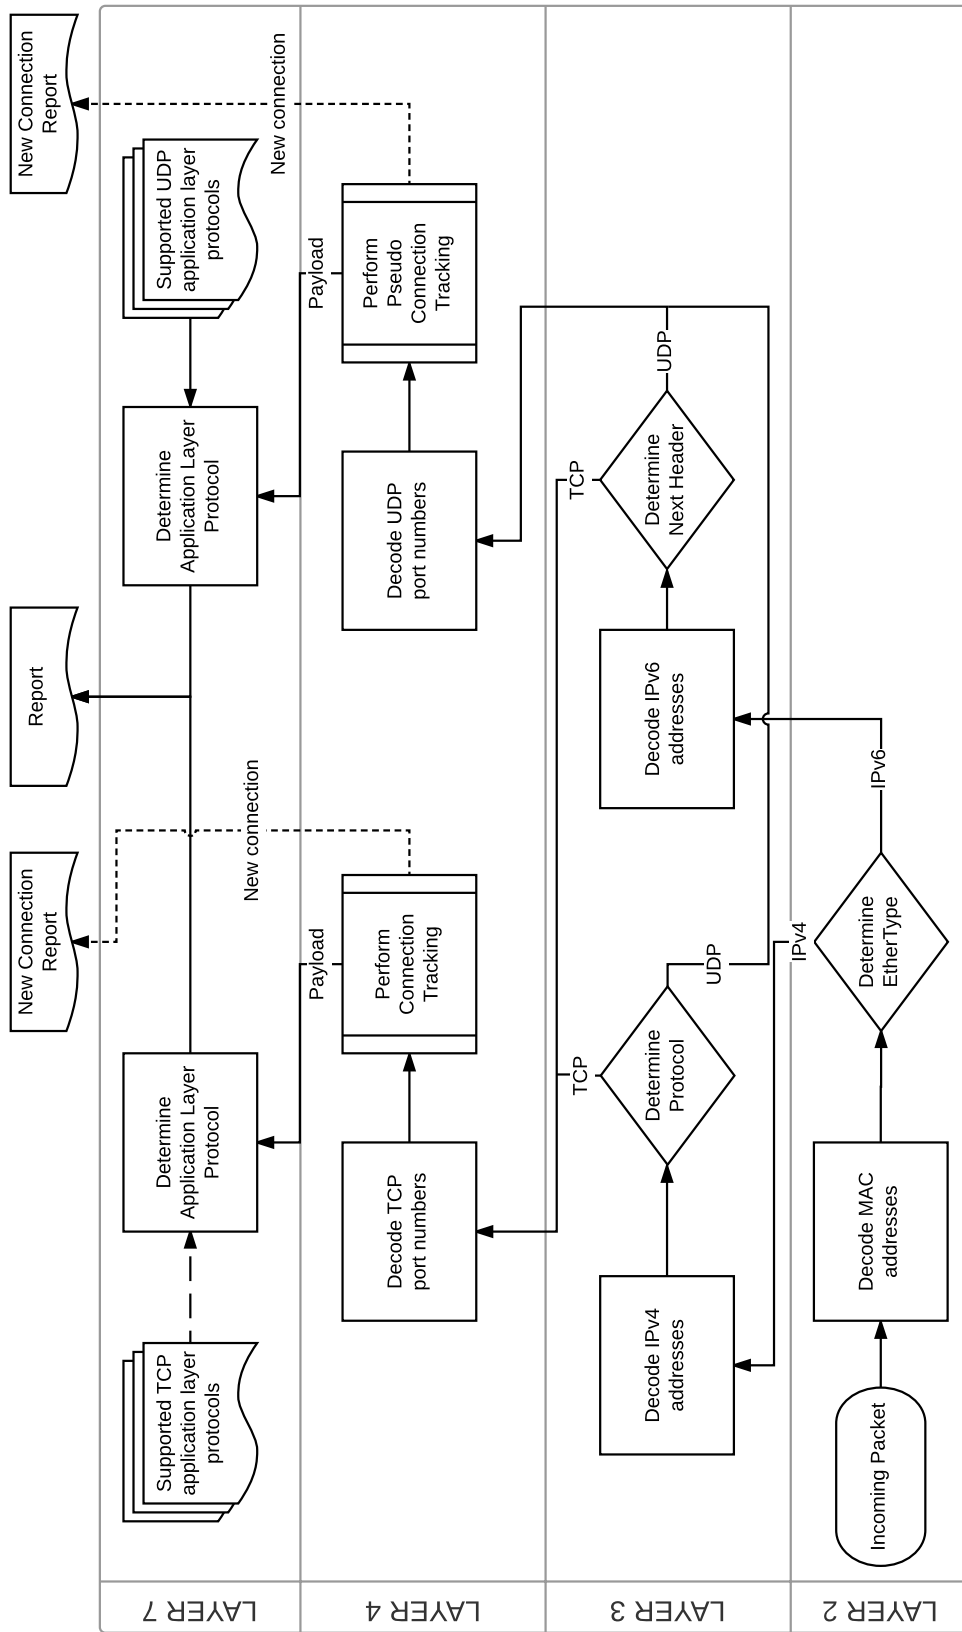 New Connection
Report
Report
New Connection
Report
LAYER 7
Supported TCP
application layer
protocols
Determine
Application Layer
Protocol
New connection
Determine
Application Layer
Protocol
Supported UDP
application layer
protocols
New connection
LAYER 4
Payload
Payload
Decode TCP
port numbers
Perform
Connection
Tracking
Decode UDP
port numbers
Perform
Pseudo
Connection
Tracking
LAYER 3
TCP
TCP
Decode IPv4
addresses
Determine
Protocol
UDP
Decode IPv6
addresses
Determine
Next Header
UDP
LAYER 2
IPv4
Incoming Packet
Decode MAC
addresses
Determine
EtherType
IPv6